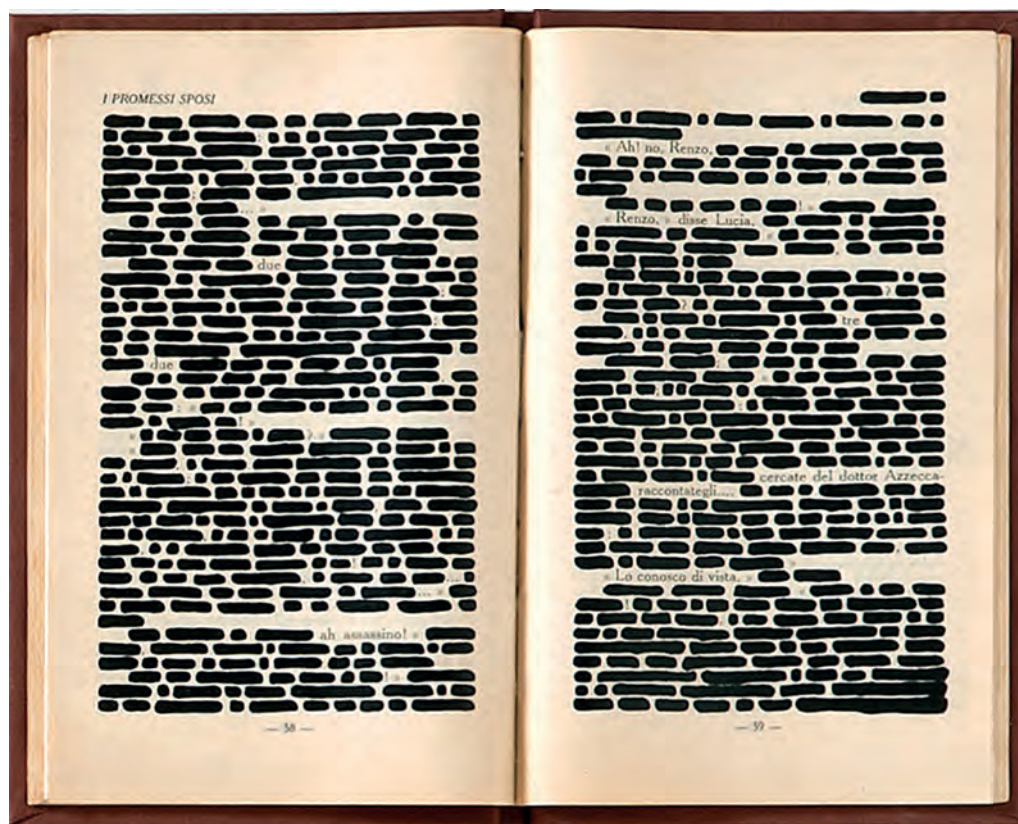 I PROMESSI SPOSI
:
:
... »
due
:
:
due
: «
! »
« ? »
«
:
;
.
... 
... »
ah assassino! »
! »
— 38 —
« Ah! no, Renzo,
,
! »
« Renzo, » disse Lucia,
,
?
?
tre
;
«
:
cercate del dottor Azzecca-
raccontategli....
,
»
« Lo conosco di vista. »
«
!
— 39 —